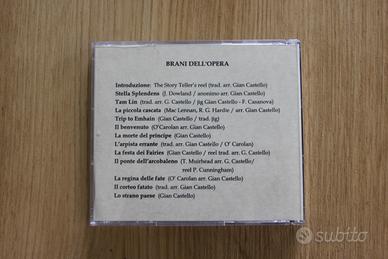 BRANI DELL'OPERA
Introduzione: The Story Teller's reel (trad. arr. Gian Castello)
Stella Splendens (J. Dowland / anonimo arr. Gian Castello)
Tam Lin (trad. arr. G. Castello / jig Gian Castello - F. Casanova)
La piccola cascata (Mac Lennan, R. G. Hardie / arr. G. Castello)
Trip to Emhain (Gian Castello / trad. jig)
Il benvenuto (O'Carolan arr. Gian Castello)
La morte del principe (Gian Castello)
L'arpista errante (trad. arr. Gian Castello / O' Carolan)
La festa dei Fairies (Gian Castello / reel trad. arr. G. Castello)
Il ponte dell'arcobaleno (T. Muirhead arr. G. Castello/
reel P. Cunningham)
La regina delle fate (O' Carolan arr. Gian Castello)
Il corteo fatato (Gian Castello)
Lo strano paese (Gian Castello)
subito